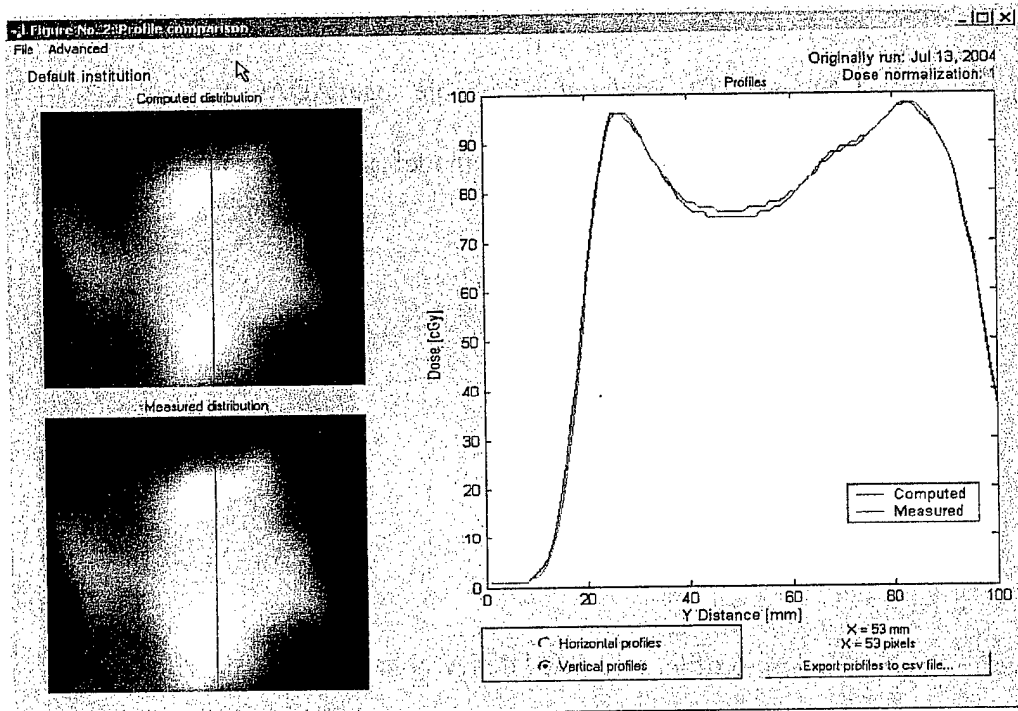 Figure No. 2: Profile comparison
File Advanced
Default institution
Originally run: Jul 13, 2004
Dose normalization: 1
Computed distribution
Measured distribution
Profiles
100
90
80
70
60
50
40
30
20
10
0
Dose [cGy]
0 20 40 60 80 100
Y Distance [mm]
Computed
Measured
Horizontal profiles
Vertical profiles
X = 53 mm
X = 53 pixels
Export profiles to csv file...